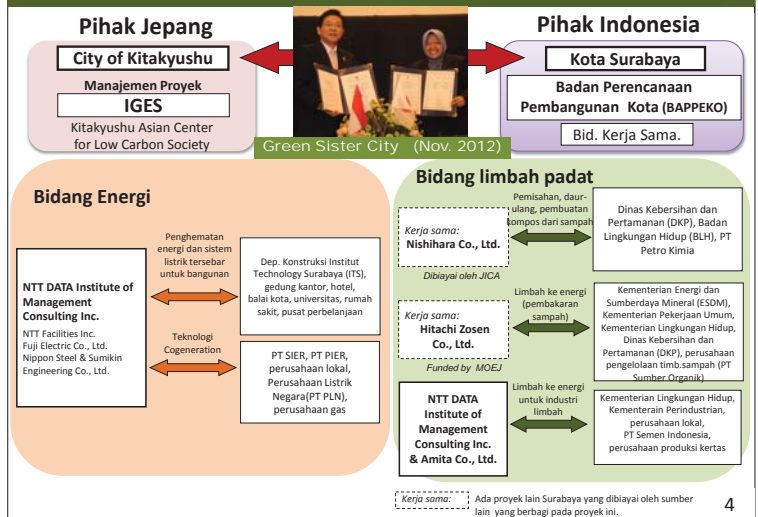 Pihak Jepang
City of Kitakyushu
Manajemen Proyek
IGES
Kitakyushu Asian Center
for Low Carbon Society
Green Sister City (Nov. 2012)
Pihak Indonesia
Kota Surabaya
Badan Perencanaan
Pembangunan Kota (BAPPEKO)
Bid. Kerja Sama.
Bidang Energi
NTT DATA Institute of
Management
Consulting Inc.
NTT Facilities Inc.
Fuji Electric Co., Ltd.
Nippon Steel & Sumikin
Engineering Co., Ltd.
Penghematan
energi dan sistem
listrik tersebar
untuk bangunan
Dep. Konstruksi Institut
Technology Surabaya (ITS),
gedung kantor, hotel,
balai kota, universitas, rumah
sakit, pusat perbelanjaan
Teknologi
Cogeneration
PT SIER, PT PIER,
perusahaan lokal,
Perusahaan Listrik
Negara(PT PLN),
perusahaan gas
Bidang limbah padat
Kerja sama:
Nishihara Co., Ltd.
Dibiayai oleh JICA
Pemisahan, daur-
ulang, pembuatan
kompos dari sampah
Dinas Kebersihan dan
Pertamanan (DKP), Badan
Lingkungan Hidup (BLH), PT
Petro Kimia
Kerja sama:
Hitachi Zosen
Co., Ltd.
Funded by MOEJ
Limbah ke energi
(pembakaran
sampah)
Kementerian Energi dan
Sumberdaya Mineral (ESDM),
Kementerian Pekerjaan Umum,
Kementerian Lingkungan Hidup,
Dinas Kebersihan dan
Pertamanan (DKP), perusahaan
pengelolaan timb.sampah (PT
Sumber Organik)
NTT DATA
Institute of
Management
Consulting Inc.
& Amita Co., Ltd.
Limbah ke energi
untuk industri
limbah
Kementerian Lingkungan Hidup,
Kementerain Perindustrian,
perusahaan lokal,
PT Semen Indonesia,
perusahaan produksi kertas
Kerja sama:
Ada proyek lain Surabaya yang dibiayai oleh sumber
lain yang berbagi pada proyek ini.
4